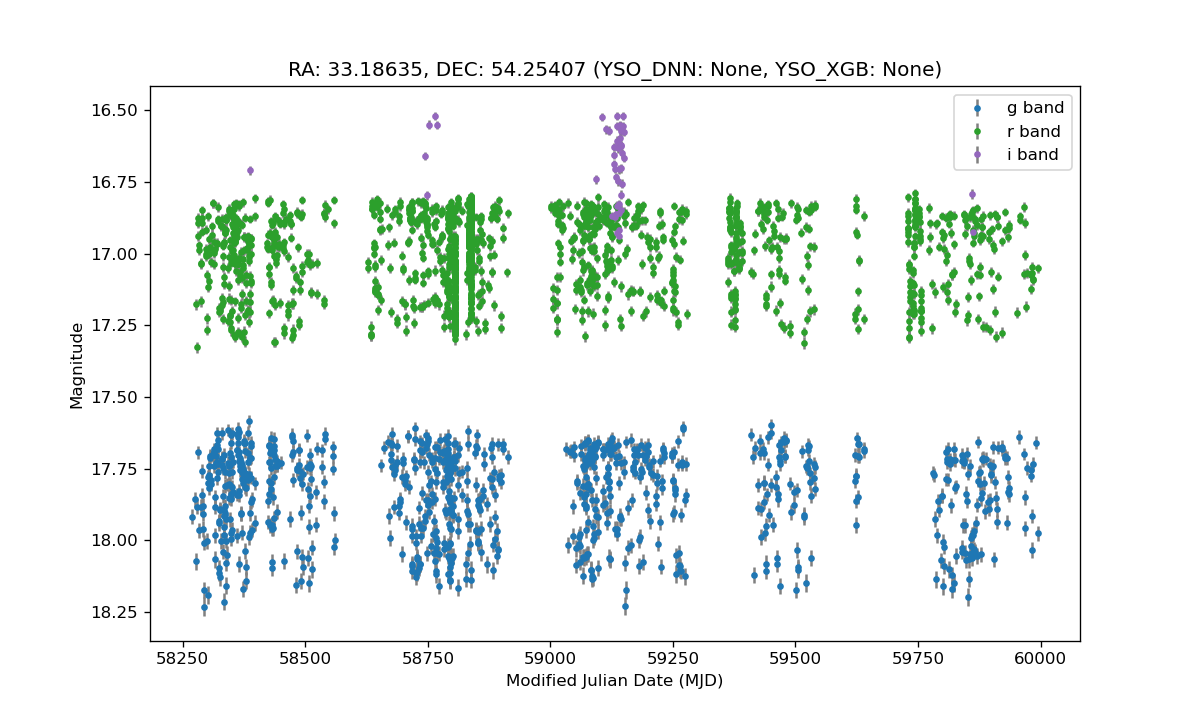 RA: 33.18635, DEC: 54.25407 (YSO_DNN: None, YSO_XGB: None)
g band
r band
i band
16.50
16.75
17.00
17.25
17.50
17.75
18.00
18.25
Magnitude
58250 58500 58750 59000 59250 59500 59750 60000
Modified Julian Date (MJD)